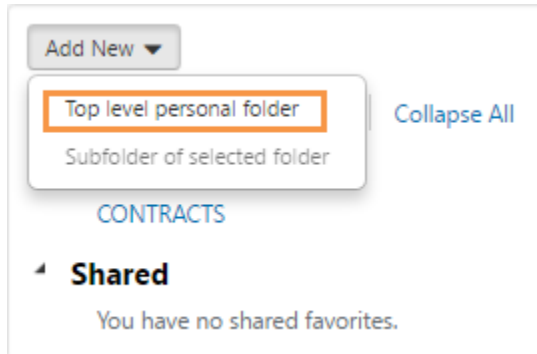 Add New
Top level personal folder
Collapse All
Subfolder of selected folder
CONTRACTS
Shared
You have no shared favorites.